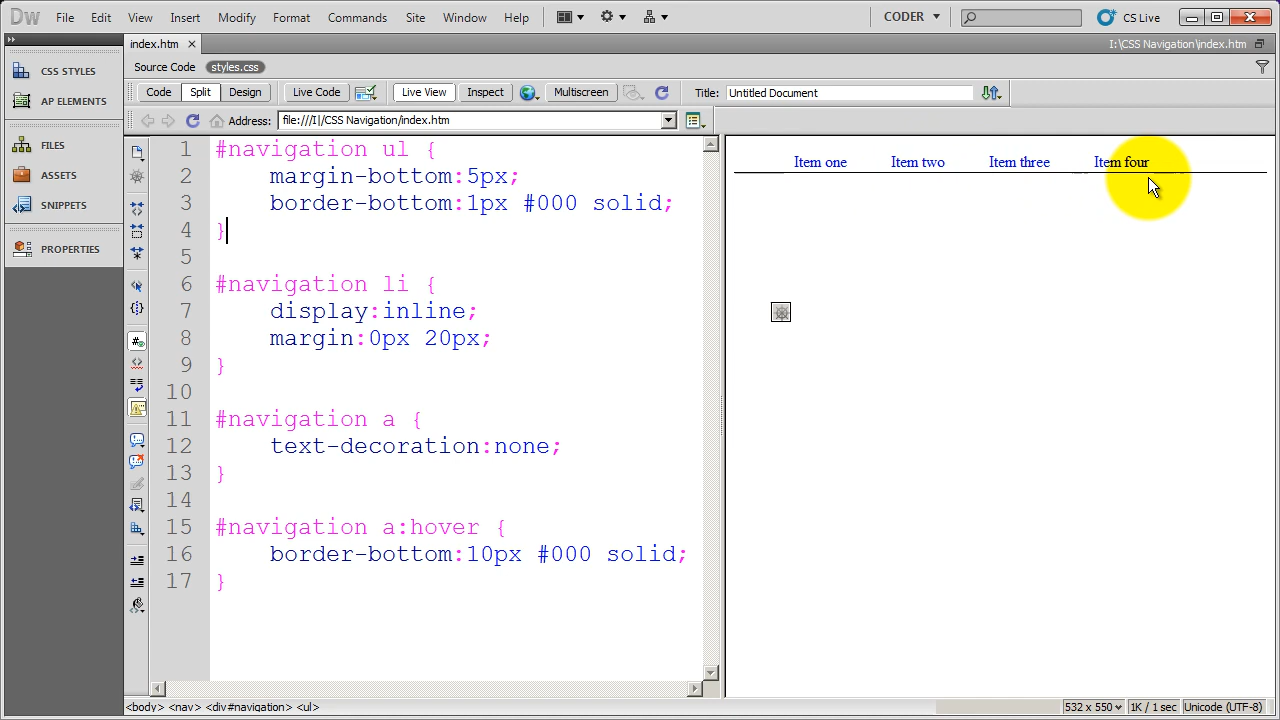 Dw File Edit View Insert Modify Format Commands Site Window Help CODER CS Live
index.htm I:\CSS Navigation\index.htm
Source Code styles.css
Code Split Design Live Code Live View Inspect Multiscreen Title: Untitled Document
Address: file:///I|/CSS Navigation/index.htm
CSS STYLES
AP ELEMENTS
FILES
ASSETS
SNIPPETS
PROPERTIES
1 #navigation ul {
2 margin-bottom:5px;
3 border-bottom:1px #000 solid;
4 }
5
6 #navigation li {
7 display:inline;
8 margin:0px 20px;
9 }
10
11 #navigation a {
12 text-decoration:none;
13 }
14
15 #navigation a:hover {
16 border-bottom:10px #000 solid;
17 }
Item one Item two Item three Item four
<body> <nav> <div#navigation> <ul> 532 x 550 1K / 1 sec Unicode (UTF-8)